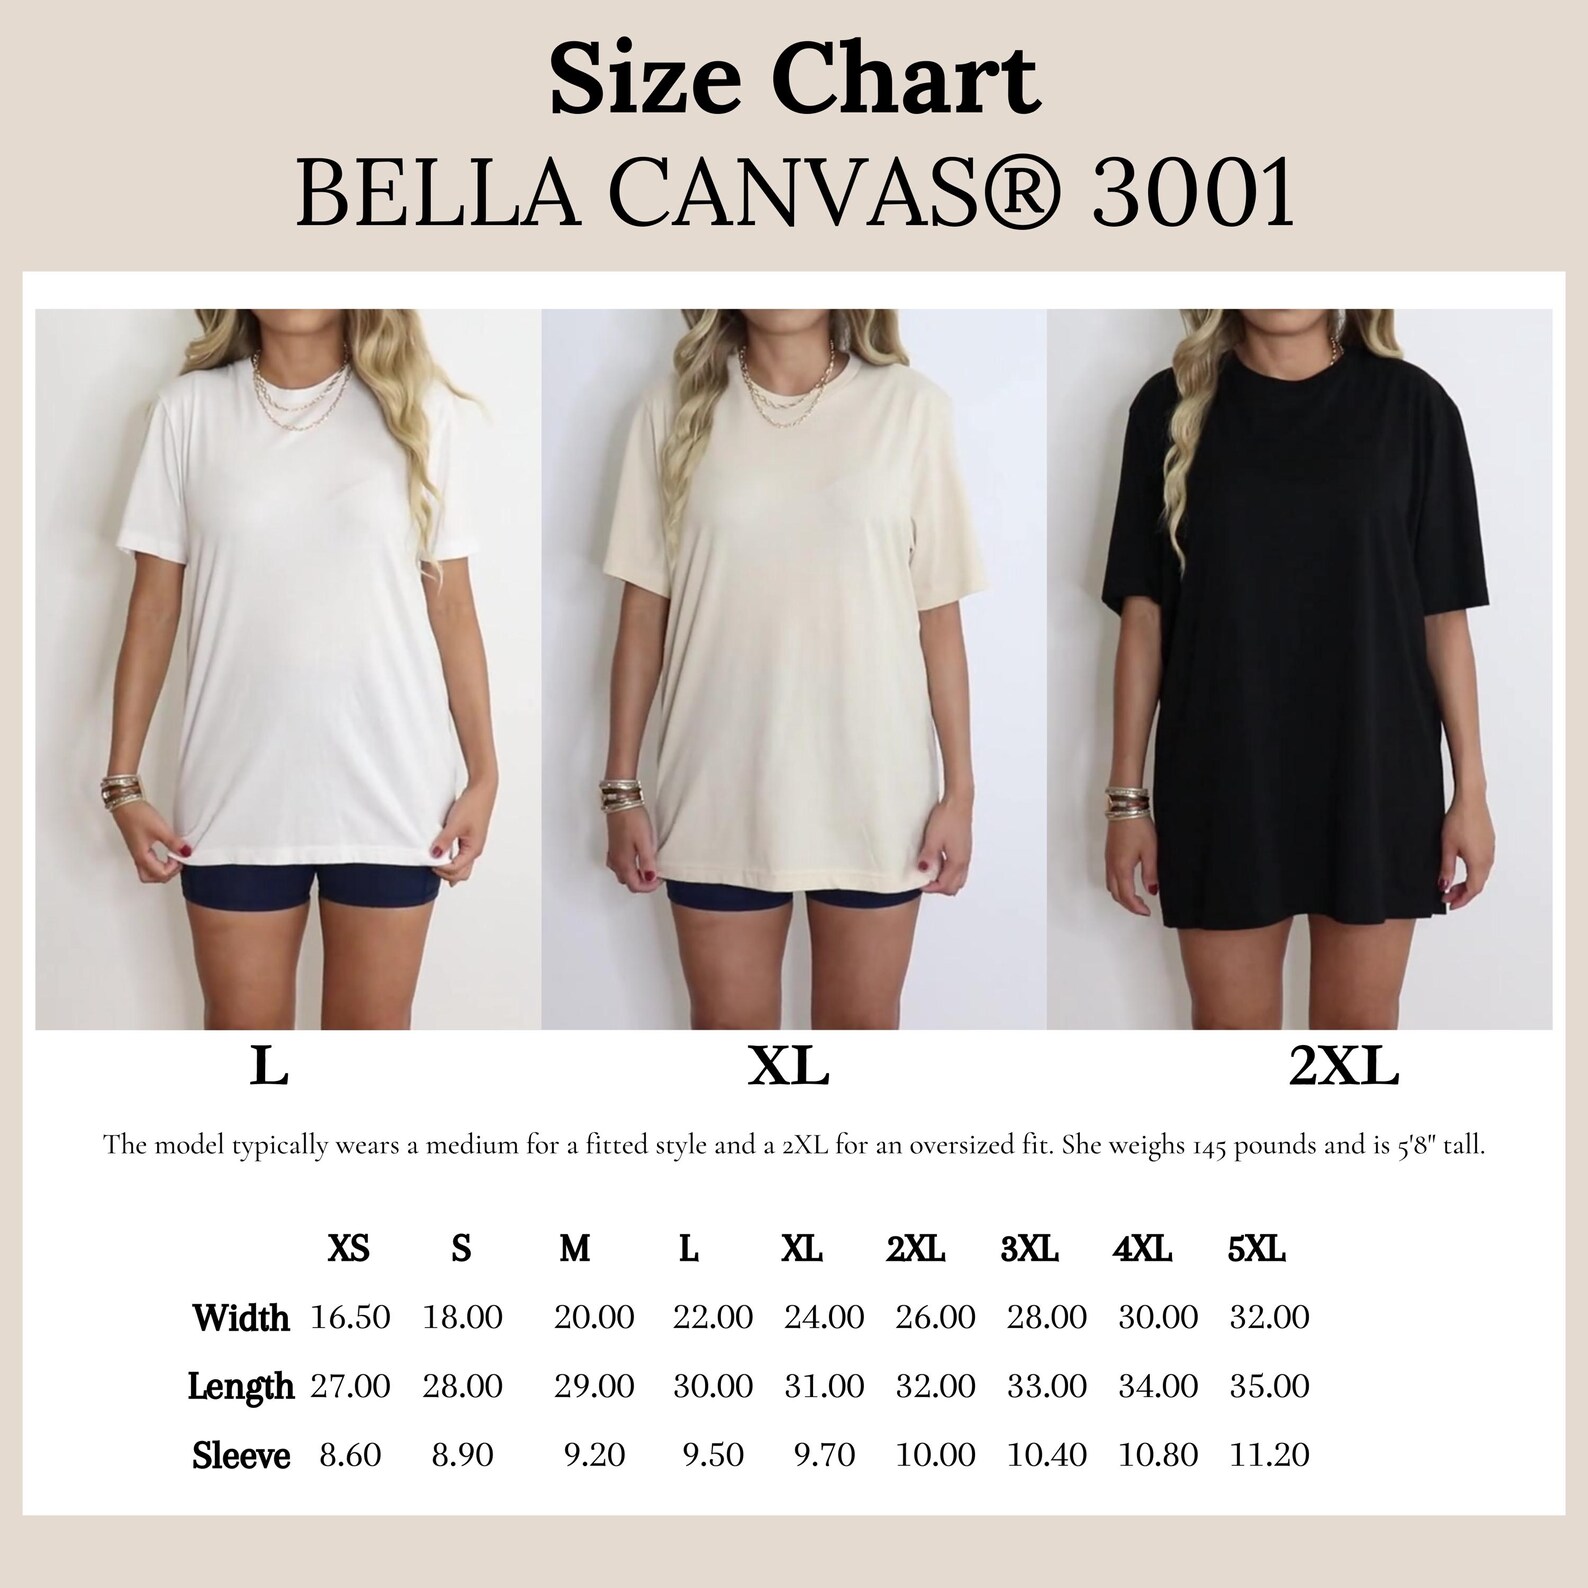 Size Chart
BELLA CANVAS® 3001
L XL 2XL
The model typically wears a medium for a fitted style and a 2XL for an oversized fit. She weighs 145 pounds and is 5'8" tall.
XS S M L XL 2XL 3XL 4XL 5XL
Width 16.50 18.00 20.00 22.00 24.00 26.00 28.00 30.00 32.00
Length 27.00 28.00 29.00 30.00 31.00 32.00 33.00 34.00 35.00
Sleeve 8.60 8.90 9.20 9.50 9.70 10.00 10.40 10.80 11.20